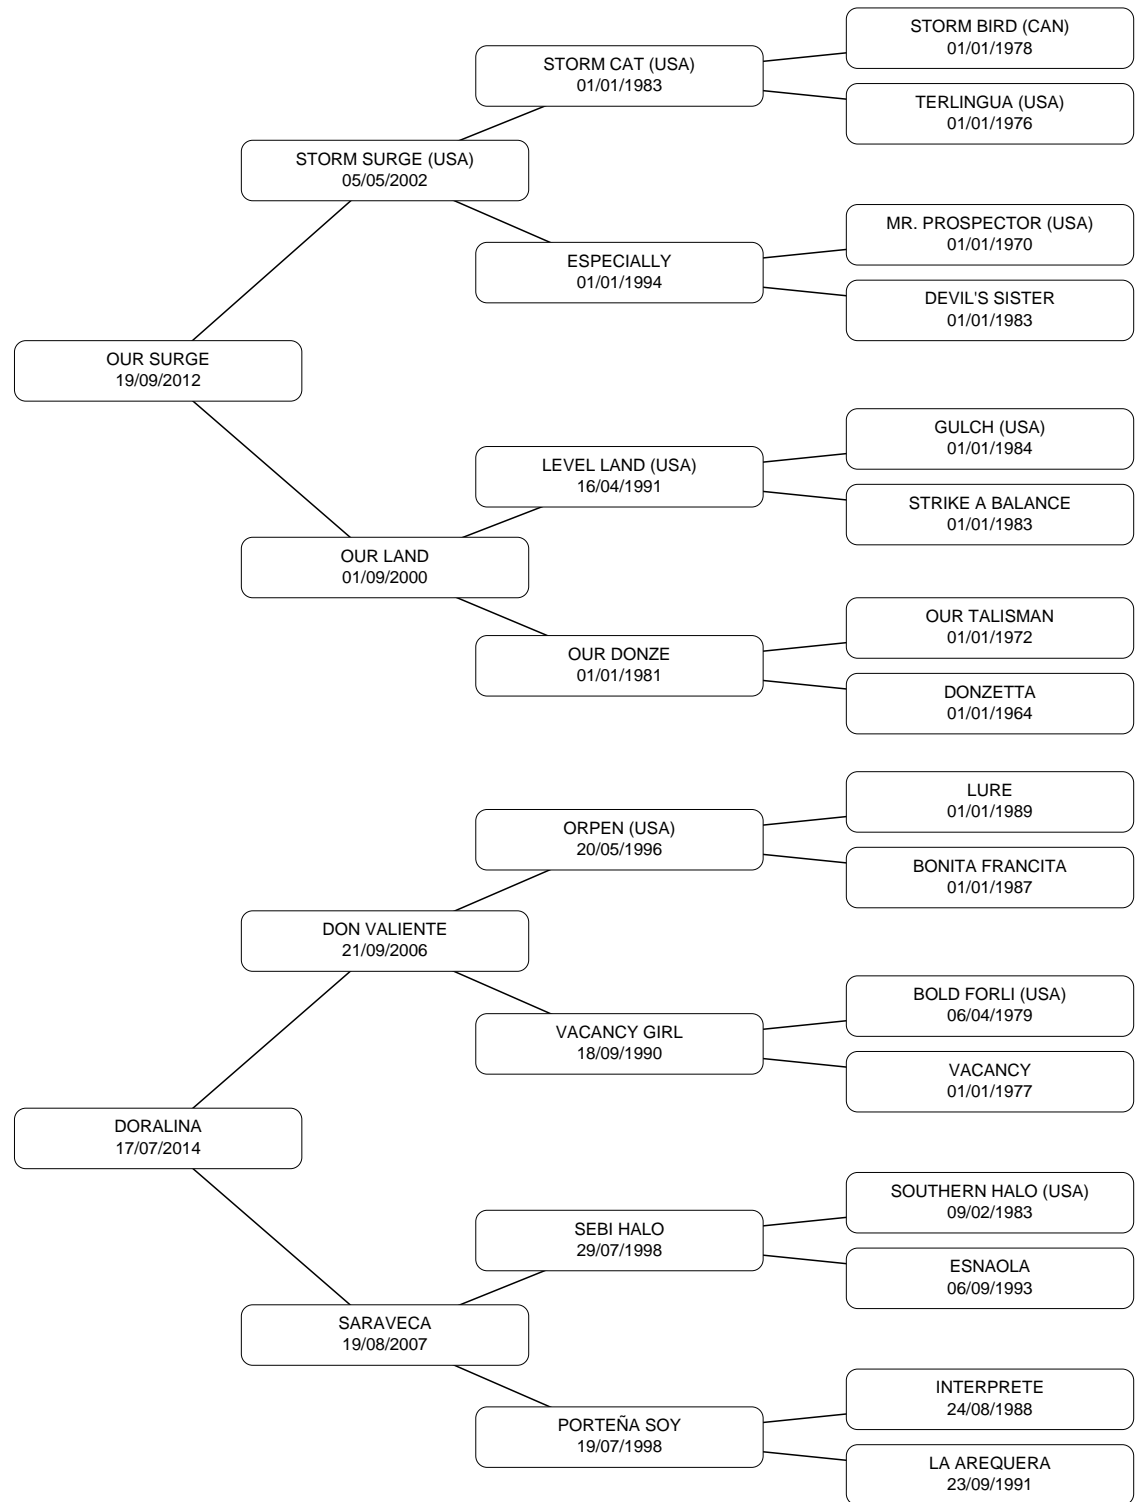 STORM BIRD (CAN)
01/01/1978
STORM CAT (USA)
01/01/1983
TERLINGUA (USA)
01/01/1976
STORM SURGE (USA)
05/05/2002
MR. PROSPECTOR (USA)
01/01/1970
ESPECIALLY
01/01/1994
DEVIL'S SISTER
01/01/1983
OUR SURGE
19/09/2012
GULCH (USA)
01/01/1984
LEVEL LAND (USA)
16/04/1991
STRIKE A BALANCE
01/01/1983
OUR LAND
01/09/2000
OUR TALISMAN
01/01/1972
OUR DONZE
01/01/1981
DONZETTA
01/01/1964
LURE
01/01/1989
ORPEN (USA)
20/05/1996
BONITA FRANCITA
01/01/1987
DON VALIENTE
21/09/2006
BOLD FORLI (USA)
06/04/1979
VACANCY GIRL
18/09/1990
VACANCY
01/01/1977
DORALINA
17/07/2014
SOUTHERN HALO (USA)
09/02/1983
SEBI HALO
29/07/1998
ESNAOLA
06/09/1993
SARAVECA
19/08/2007
INTERPRETE
24/08/1988
PORTEÑA SOY
19/07/1998
LA AREQUERA
23/09/1991